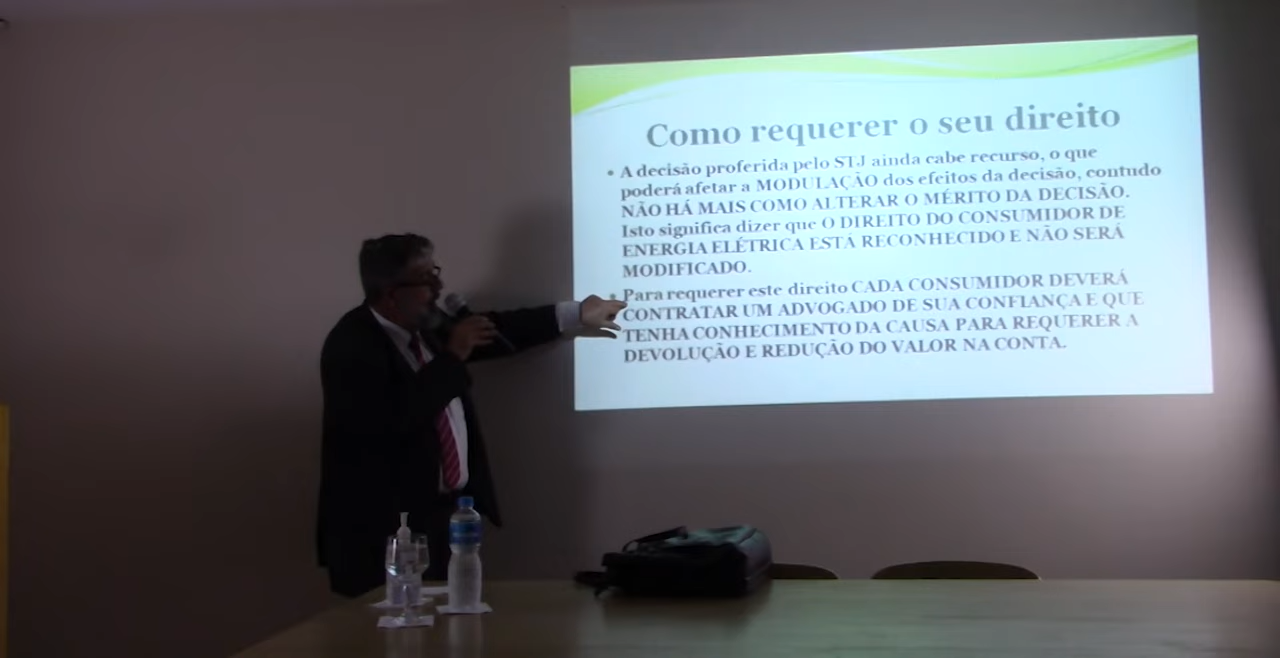 Como requerer o seu direito
• A decisão proferida pelo STJ ainda cabe recurso, o que
poderá afetar a MODULAÇÃO dos efeitos da decisão, contudo
NÃO HÁ MAIS COMO ALTERAR O MÉRITO DA DECISÃO.
Isto significa dizer que O DIREITO DO CONSUMIDOR DE
ENERGIA ELÉTRICA ESTÁ RECONHECIDO E NÃO SERÁ
MODIFICADO.
• Para requerer este direito CADA CONSUMIDOR DEVERÁ
CONTRATAR UM ADVOGADO DE SUA CONFIANÇA E QUE
TENHA CONHECIMENTO DA CAUSA PARA REQUERER A
DEVOLUÇÃO E REDUÇÃO DO VALOR NA CONTA.